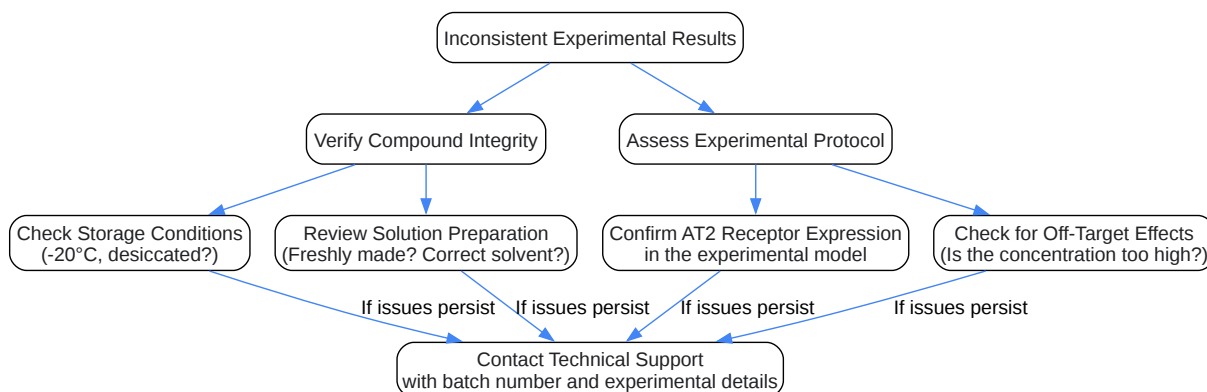 Inconsistent Experimental Results
Verify Compound Integrity
Assess Experimental Protocol
Check Storage Conditions
(-20°C, desiccated?)
Review Solution Preparation
(Freshly made? Correct solvent?)
Confirm AT2 Receptor Expression
in the experimental model
Check for Off-Target Effects
(Is the concentration too high?)
If issues persist
If issues persist
If issues persist
If issues persist
Contact Technical Support
with batch number and experimental details